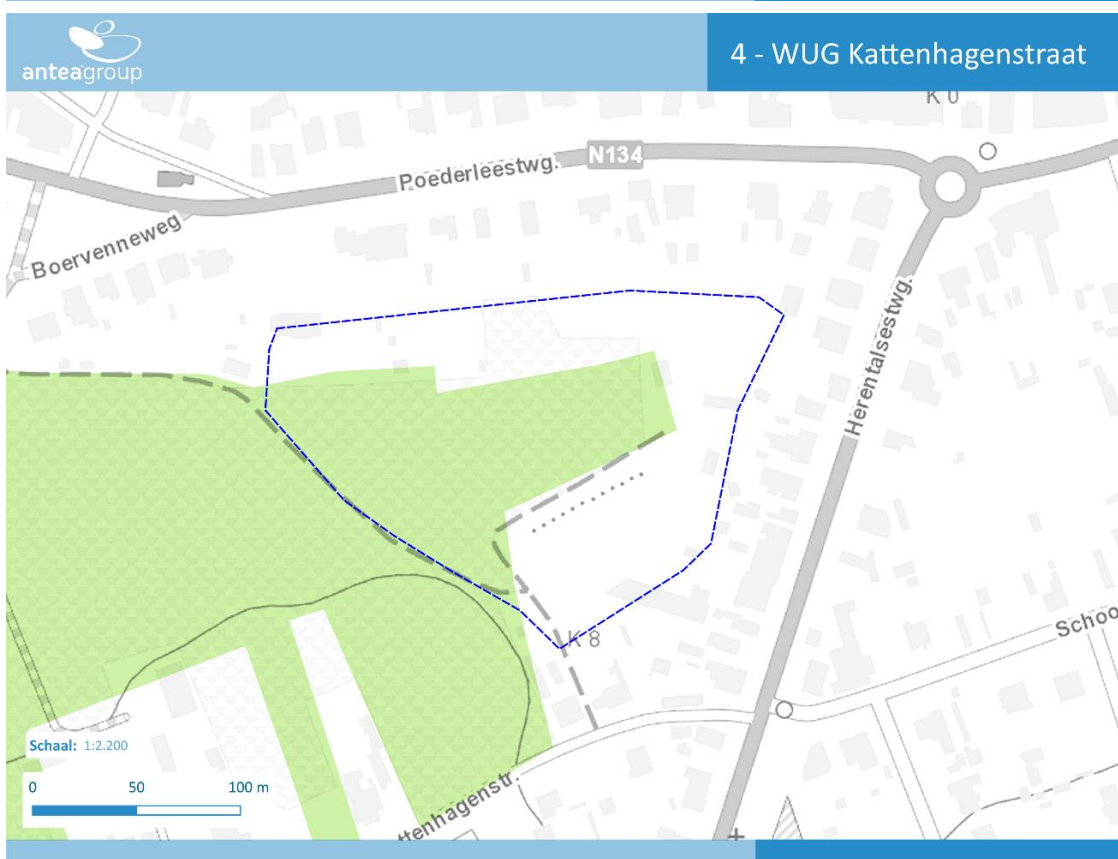 anteagroup
4 - WUG Kattenhagenstraat
K 0
N134
Poederleestwg.
Boervenneweg
Herentalsestwg.
K 8
Schoo
ttenhagenstr.
Schaal: 1:2.200
0 50 100 m